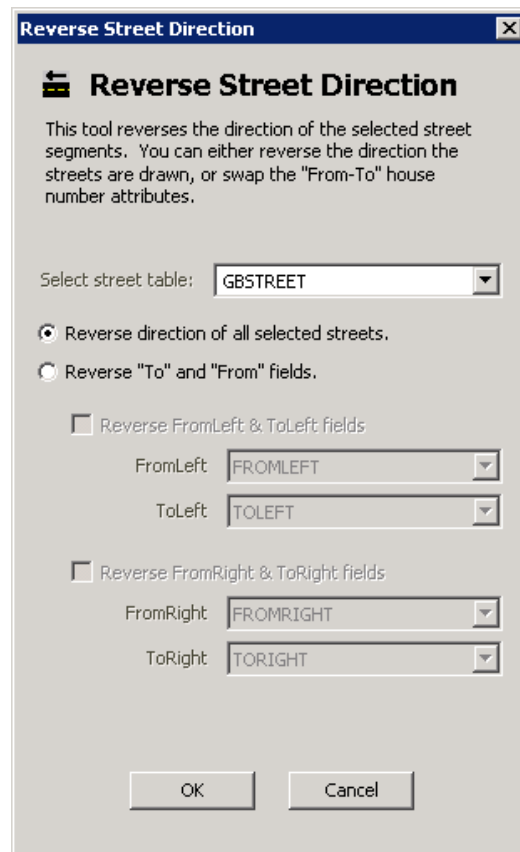 Reverse Street Direction
Reverse Street Direction
This tool reverses the direction of the selected street
segments. You can either reverse the direction the
streets are drawn, or swap the "From-To" house
number attributes.
Select street table: GBSTREET
Reverse direction of all selected streets.
Reverse "To" and "From" fields.
Reverse FromLeft & ToLeft fields
FromLeft FROMLEFT
ToLeft TOLEFT
Reverse FromRight & ToRight fields
FromRight FROMRIGHT
ToRight TORIGHT
OK Cancel